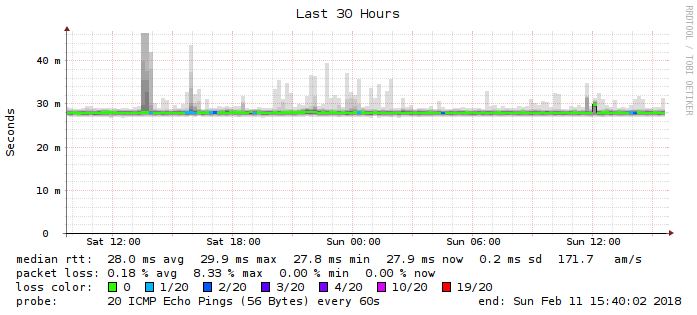 Last 30 Hours
RRDTOOL / TOBI OETIKER
Seconds
40 m
30 m
20 m
10 m
0
Sat 12:00 Sat 18:00 Sun 00:00 Sun 06:00 Sun 12:00
median rtt: 28.0 ms avg 29.9 ms max 27.8 ms min 27.9 ms now 0.2 ms sd 171.7 am/s
packet loss: 0.18 % avg 8.33 % max 0.00 % min 0.00 % now
loss color: 0 1/20 2/20 3/20 4/20 10/20 19/20
probe: 20 ICMP Echo Pings (56 Bytes) every 60s end: Sun Feb 11 15:40:02 2018